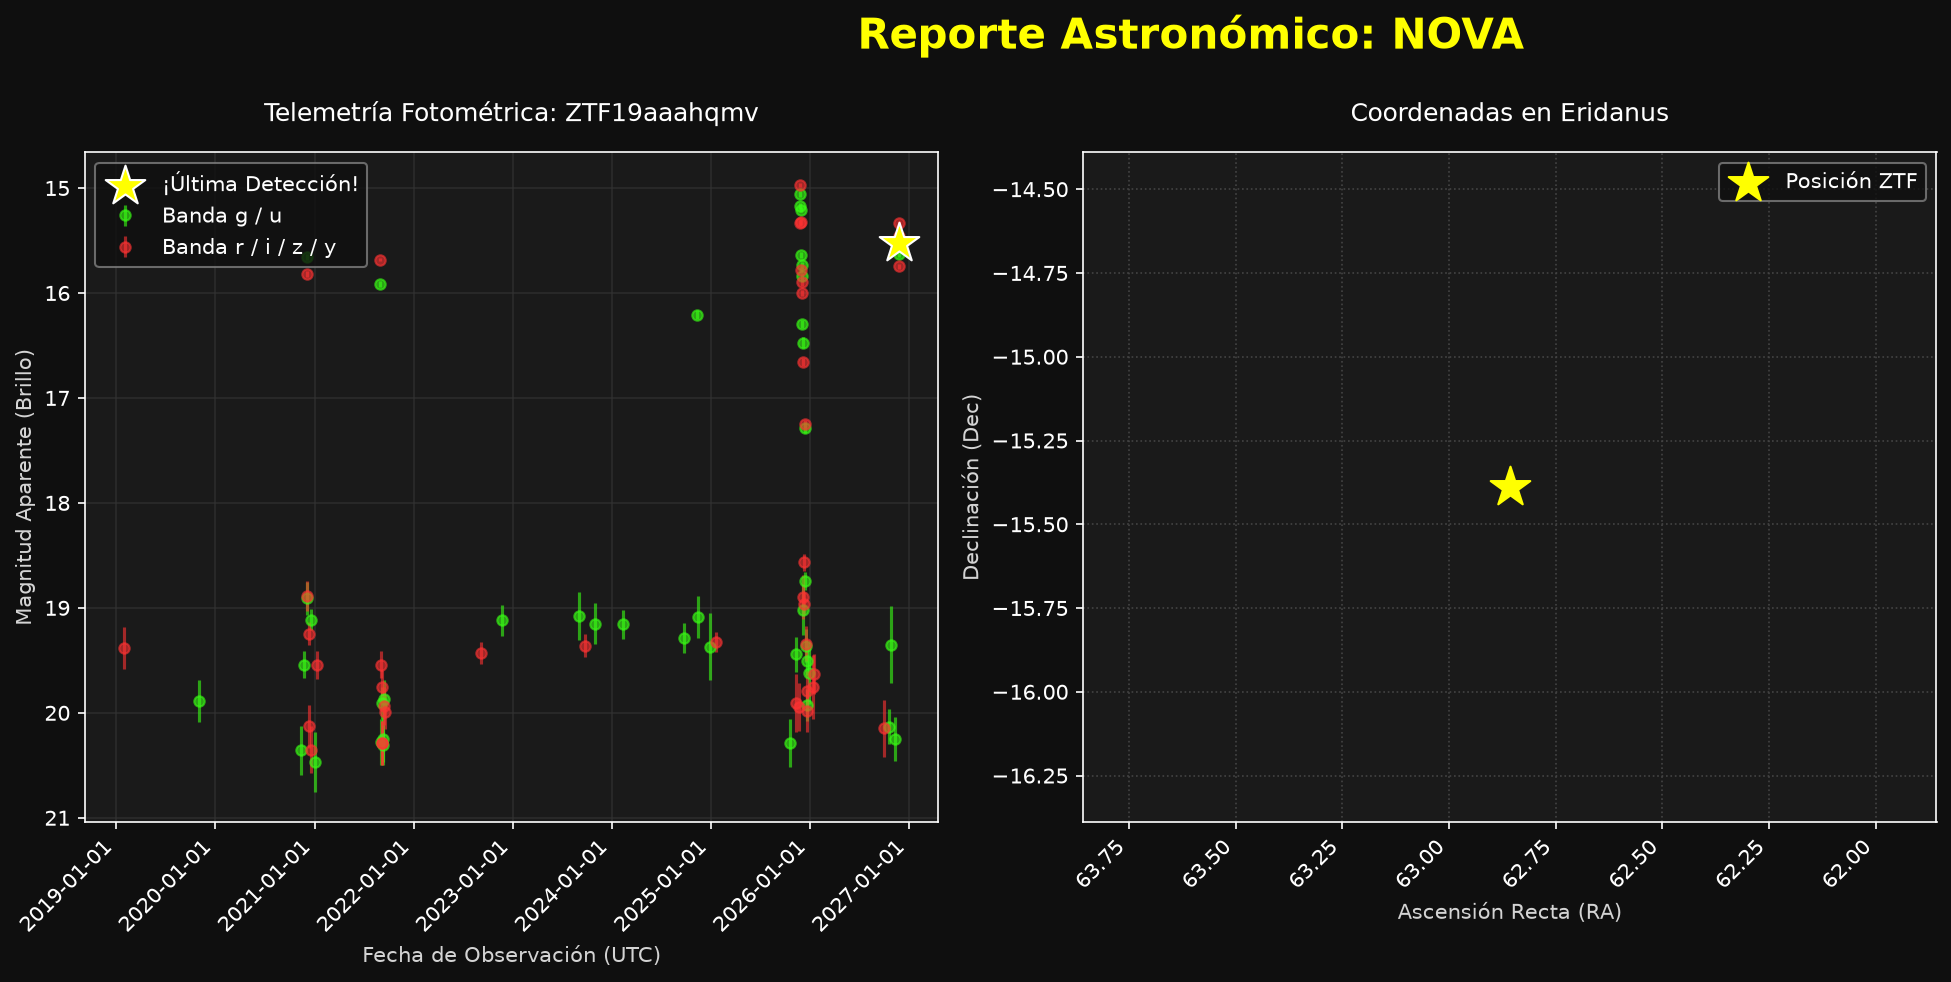 Reporte Astronómico: NOVA
Telemetría Fotométrica: ZTF19aaahqmv
¡Última Detección!
Banda g / u
Banda r / i / z / y
Magnitud Aparente (Brillo)
15
16
17
18
19
20
21
2019-01-01
2020-01-01
2021-01-01
2022-01-01
2023-01-01
2024-01-01
2025-01-01
2026-01-01
2027-01-01
Fecha de Observación (UTC)
Coordenadas en Eridanus
Posición ZTF
Declinación (Dec)
−14.50
−14.75
−15.00
−15.25
−15.50
−15.75
−16.00
−16.25
63.75
63.50
63.25
63.00
62.75
62.50
62.25
62.00
Ascensión Recta (RA)